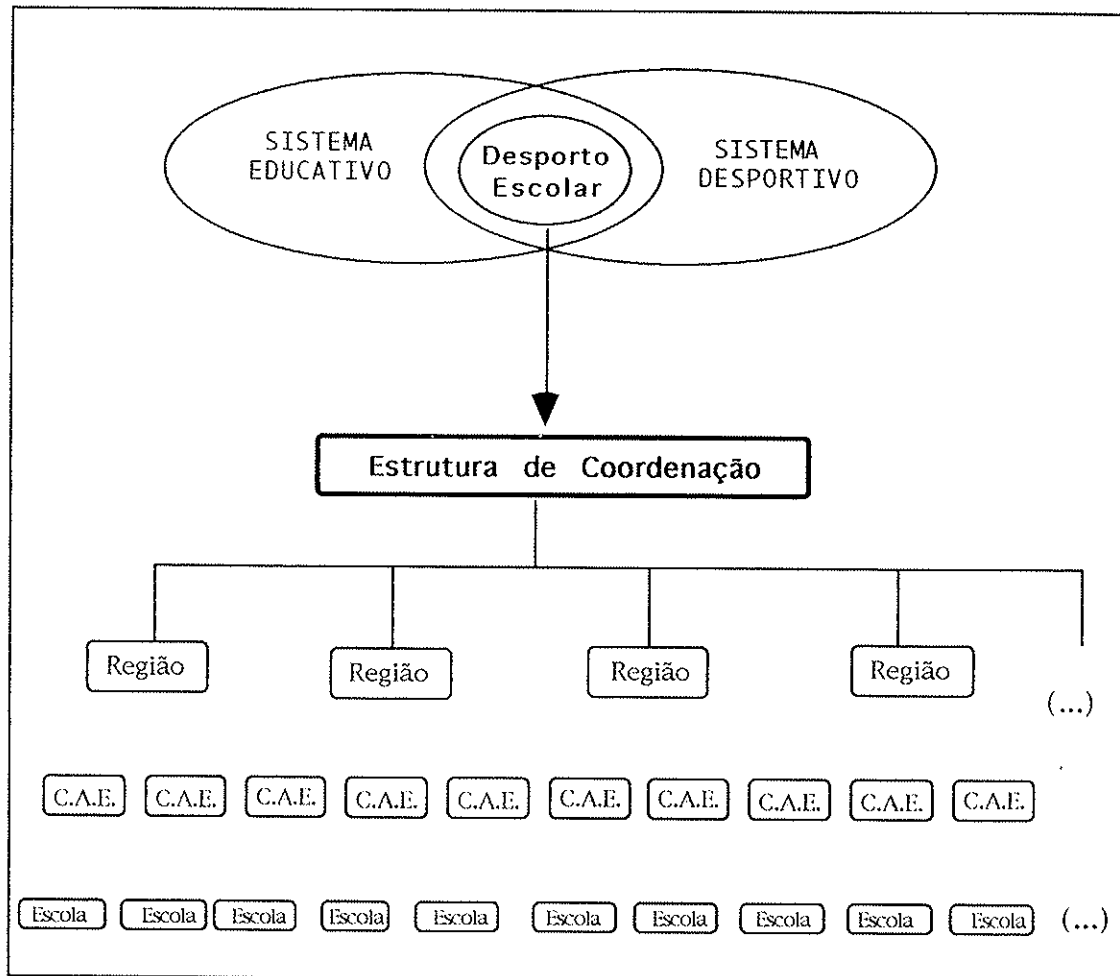 SISTEMA
EDUCATIVO
Desporto
Escolar
SISTEMA
DESPORTIVO
Estrutura de Coordenação
Região
Região
Região
Região
(...)
C.A.E.
C.A.E.
C.A.E.
C.A.E.
C.A.E.
C.A.E.
C.A.E.
C.A.E.
C.A.E.
C.A.E.
Escola
Escola
Escola
Escola
Escola
Escola
Escola
Escola
Escola
Escola
(...)